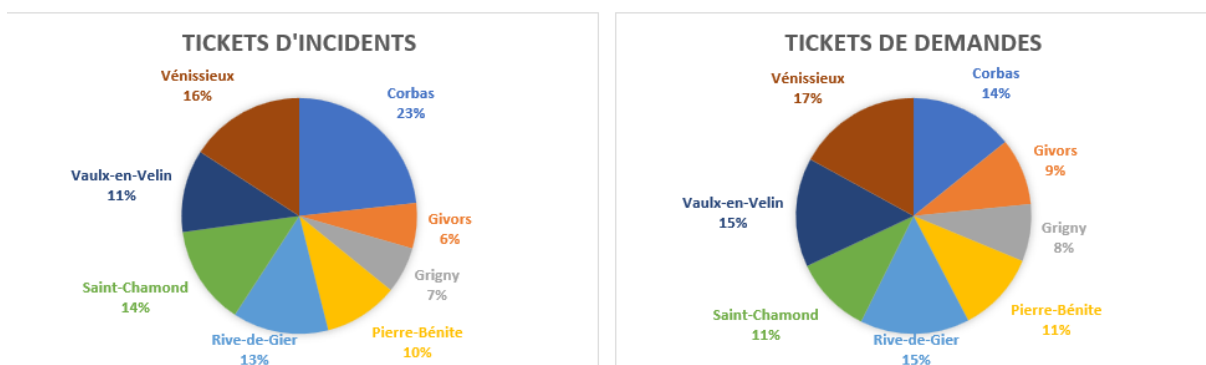 TICKETS D'INCIDENTS
Vénissieux
16%
Corbas
23%
Vaulx-en-Velin
11%
Givors
6%
Grigny
7%
Saint-Chamond
14%
Pierre-Bénite
10%
Rive-de-Gier
13%
TICKETS DE DEMANDES
Vénissieux
17%
Corbas
14%
Givors
9%
Vaulx-en-Velin
15%
Grigny
8%
Saint-Chamond
11%
Pierre-Bénite
11%
Rive-de-Gier
15%